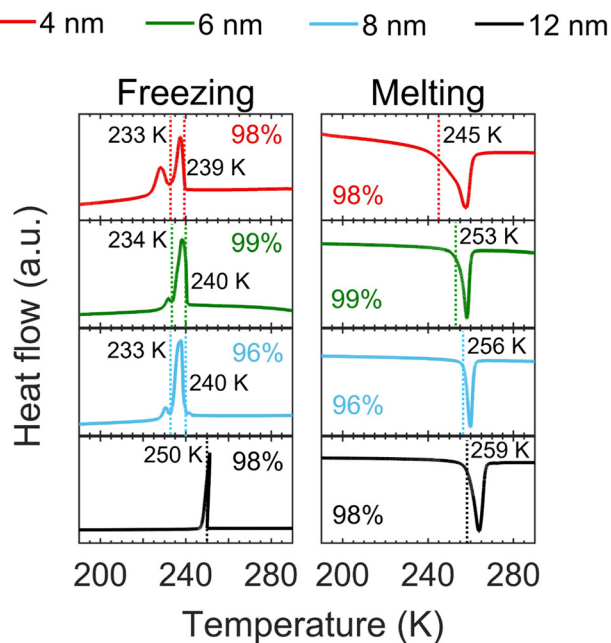 4 nm 6 nm 8 nm 12 nm
Freezing Melting
233 K 98% 245 K
239 K
98%
234 K 99% 253 K
240 K
99%
233 K 96% 256 K
240 K
96%
250 K 98% 259 K
98%
200 240 280 200 240 280
Temperature (K)
Heat flow (a.u.)